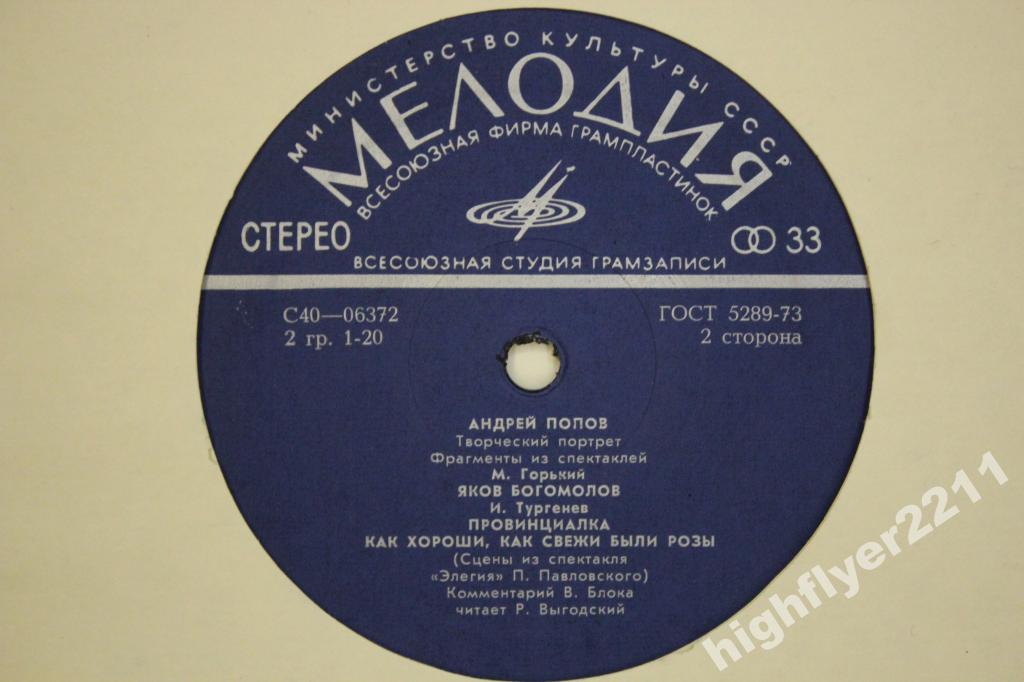 МИНИСТЕРСТВО КУЛЬТУРЫ СССР
МЕЛОДИЯ
ВСЕСОЮЗНАЯ ФИРМА ГРАМПЛАСТИНОК
СТЕРЕО
33
ВСЕСОЮЗНАЯ СТУДИЯ ГРАМЗАПИСИ
С40—06372
ГОСТ 5289-73
2 гр. 1-20
2 сторона
АНДРЕЙ ПОПОВ
Творческий портрет
Фрагменты из спектаклей
М. Горький
ЯКОВ БОГОМОЛОВ
И. Тургенев
ПРОВИНЦИАЛКА
КАК ХОРОШИ, КАК СВЕЖИ БЫЛИ РОЗЫ
(Сцены из спектакля
«Элегия» П. Павловского)
Комментарий В. Блока
читает Р. Выгодский
highflyer2211